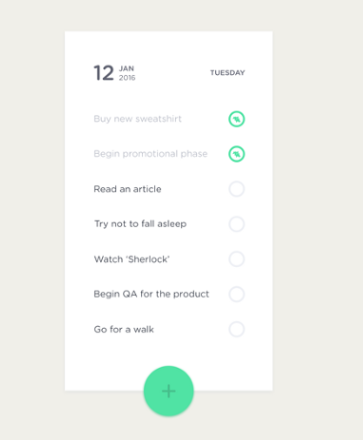 12 JAN
2016
TUESDAY
Buy new sweatshirt
Begin promotional phase
Read an article
Try not to fall asleep
Watch ‘Sherlock’
Begin QA for the product
Go for a walk
+